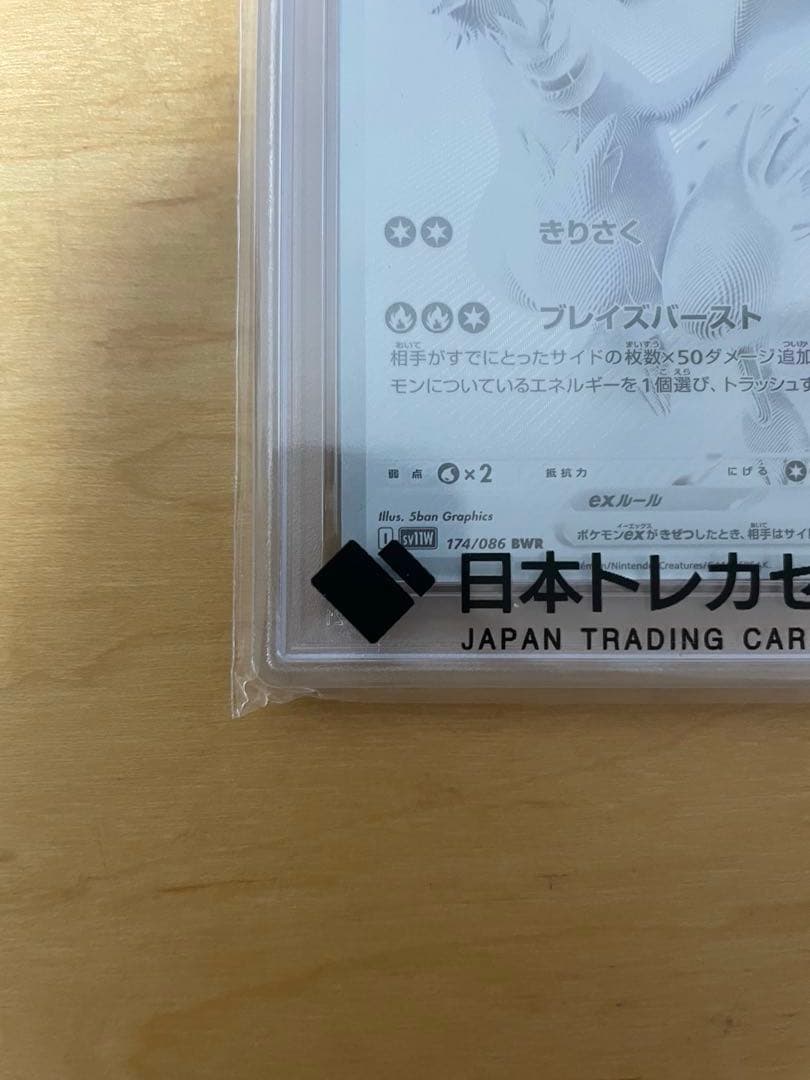 きりさく
ブレイズバースト
相手がすでにとったサイドの枚数×50ダメージ追加
モンについているエネルギーを1個選び、トラッシュす
弱点 ×2 抵抗力 にげる
exルール
Illus. 5ban Graphics
I sv11W 174/086 BWR
ポケモンexがきぜつしたとき、相手はサイ
日本トレカセ
JAPAN TRADING CAR